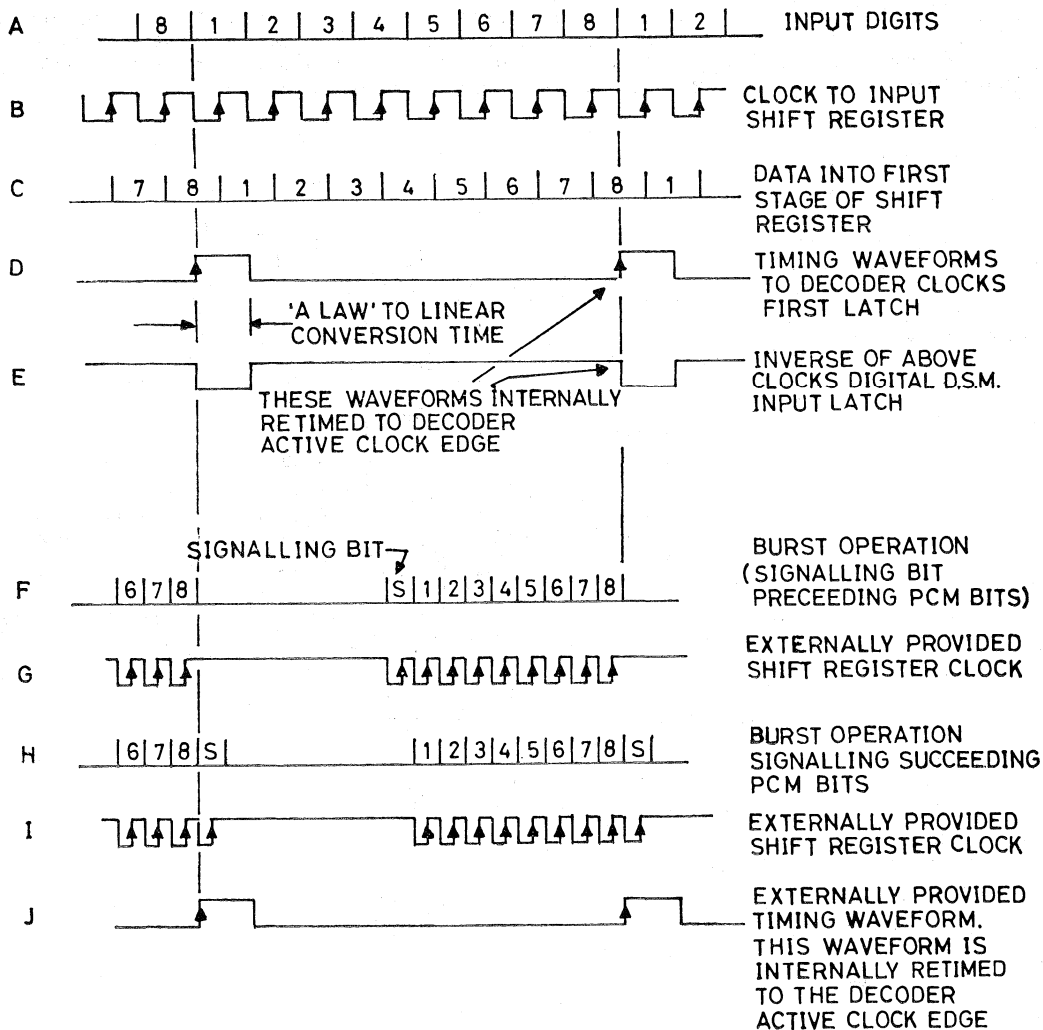 A 8 1 2 3 4 5 6 7 8 1 2 INPUT DIGITS
B CLOCK TO INPUT
SHIFT REGISTER
C 7 8 1 2 3 4 5 6 7 8 1 DATA INTO FIRST
STAGE OF SHIFT
REGISTER
D TIMING WAVEFORMS
TO DECODER CLOCKS
FIRST LATCH
'A LAW' TO LINEAR
CONVERSION TIME
E INVERSE OF ABOVE
CLOCKS DIGITAL D.S.M.
INPUT LATCH
THESE WAVEFORMS INTERNALLY
RETIMED TO DECODER
ACTIVE CLOCK EDGE
SIGNALLING BIT
F 6 7 8 S 1 2 3 4 5 6 7 8 BURST OPERATION
(SIGNALLING BIT
PRECEEDING PCM BITS)
G EXTERNALLY PROVIDED
SHIFT REGISTER CLOCK
H 6 7 8 S 1 2 3 4 5 6 7 8 S BURST OPERATION
SIGNALLING SUCCEEDING
PCM BITS
I EXTERNALLY PROVIDED
SHIFT REGISTER CLOCK
J EXTERNALLY PROVIDED
TIMING WAVEFORM.
THIS WAVEFORM IS
INTERNALLY RETIMED
TO THE DECODER
ACTIVE CLOCK EDGE